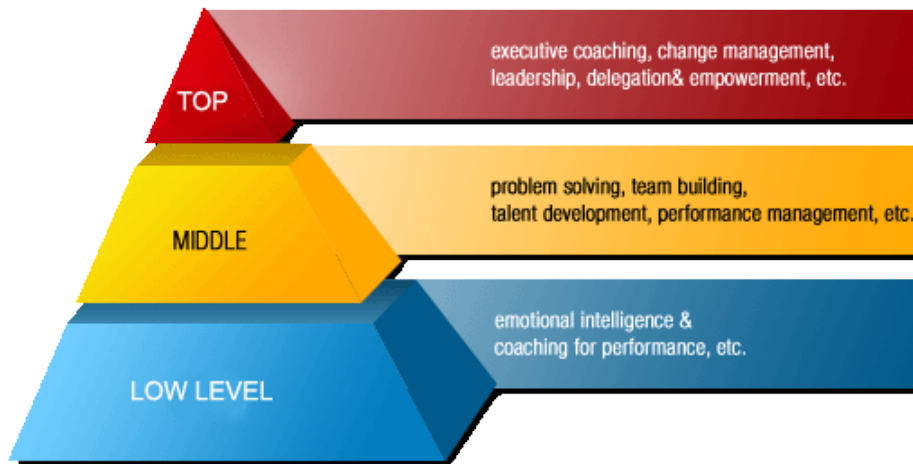 TOP
executive coaching, change management,
leadership, delegation& empowerment, etc.
MIDDLE
problem solving, team building,
talent development, performance management, etc.
LOW LEVEL
emotional intelligence &
coaching for performance, etc.